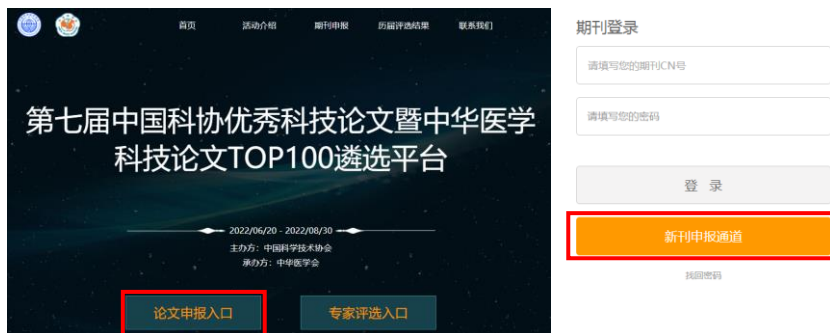 首页 活动介绍 期刊申报 历届评选结果 联系我们
第七届中国科协优秀科技论文暨中华医学
科技论文TOP100遴选平台
2022/06/20 - 2022/08/30
主办方：中国科学技术协会
承办方：中华医学会
论文申报入口 专家评选入口
期刊登录
请填写您的期刊CN号
请填写您的密码
登 录
新刊申报通道
找回密码